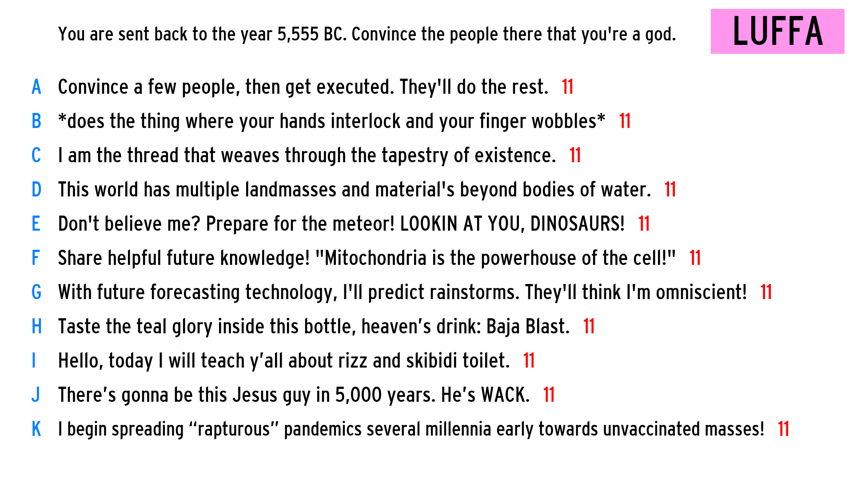 You are sent back to the year 5,555 BC. Convince the people there that you're a god.
LUFFA
A Convince a few people, then get executed. They'll do the rest. 11
B *does the thing where your hands interlock and your finger wobbles* 11
C I am the thread that weaves through the tapestry of existence. 11
D This world has multiple landmasses and material's beyond bodies of water. 11
E Don't believe me? Prepare for the meteor! LOOKIN AT YOU, DINOSAURS! 11
F Share helpful future knowledge! "Mitochondria is the powerhouse of the cell!" 11
G With future forecasting technology, I'll predict rainstorms. They'll think I'm omniscient! 11
H Taste the teal glory inside this bottle, heaven’s drink: Baja Blast. 11
I Hello, today I will teach y’all about rizz and skibidi toilet. 11
J There’s gonna be this Jesus guy in 5,000 years. He’s WACK. 11
K I begin spreading “rapturous” pandemics several millennia early towards unvaccinated masses! 11